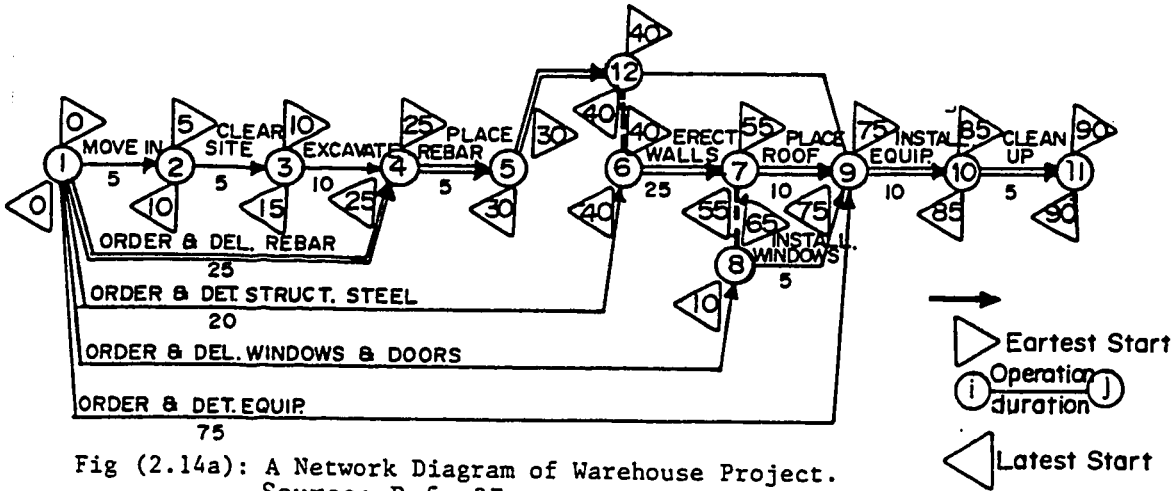 40
12
0 5 10 25 30 40 40 55 75 85 90
MOVE IN CLEAR SITE EXCAVATE PLACE REBAR ERECT WALLS PLACE ROOF INSTALL EQUIP. CLEAN UP
1 2 3 4 5 6 7 9 10 11
5 5 10 5 25 10 10 5
0 10 15 25 30 40 55 65 75 85 90
ORDER & DEL. REBAR
25
INSTALL. WINDOWS
8
5
10
ORDER & DET. STRUCT. STEEL
20
ORDER & DEL. WINDOWS & DOORS
ORDER & DET. EQUIP.
75
Eartest Start
i Operation J
duration
Latest Start
Fig (2.14a): A Network Diagram of Warehouse Project.